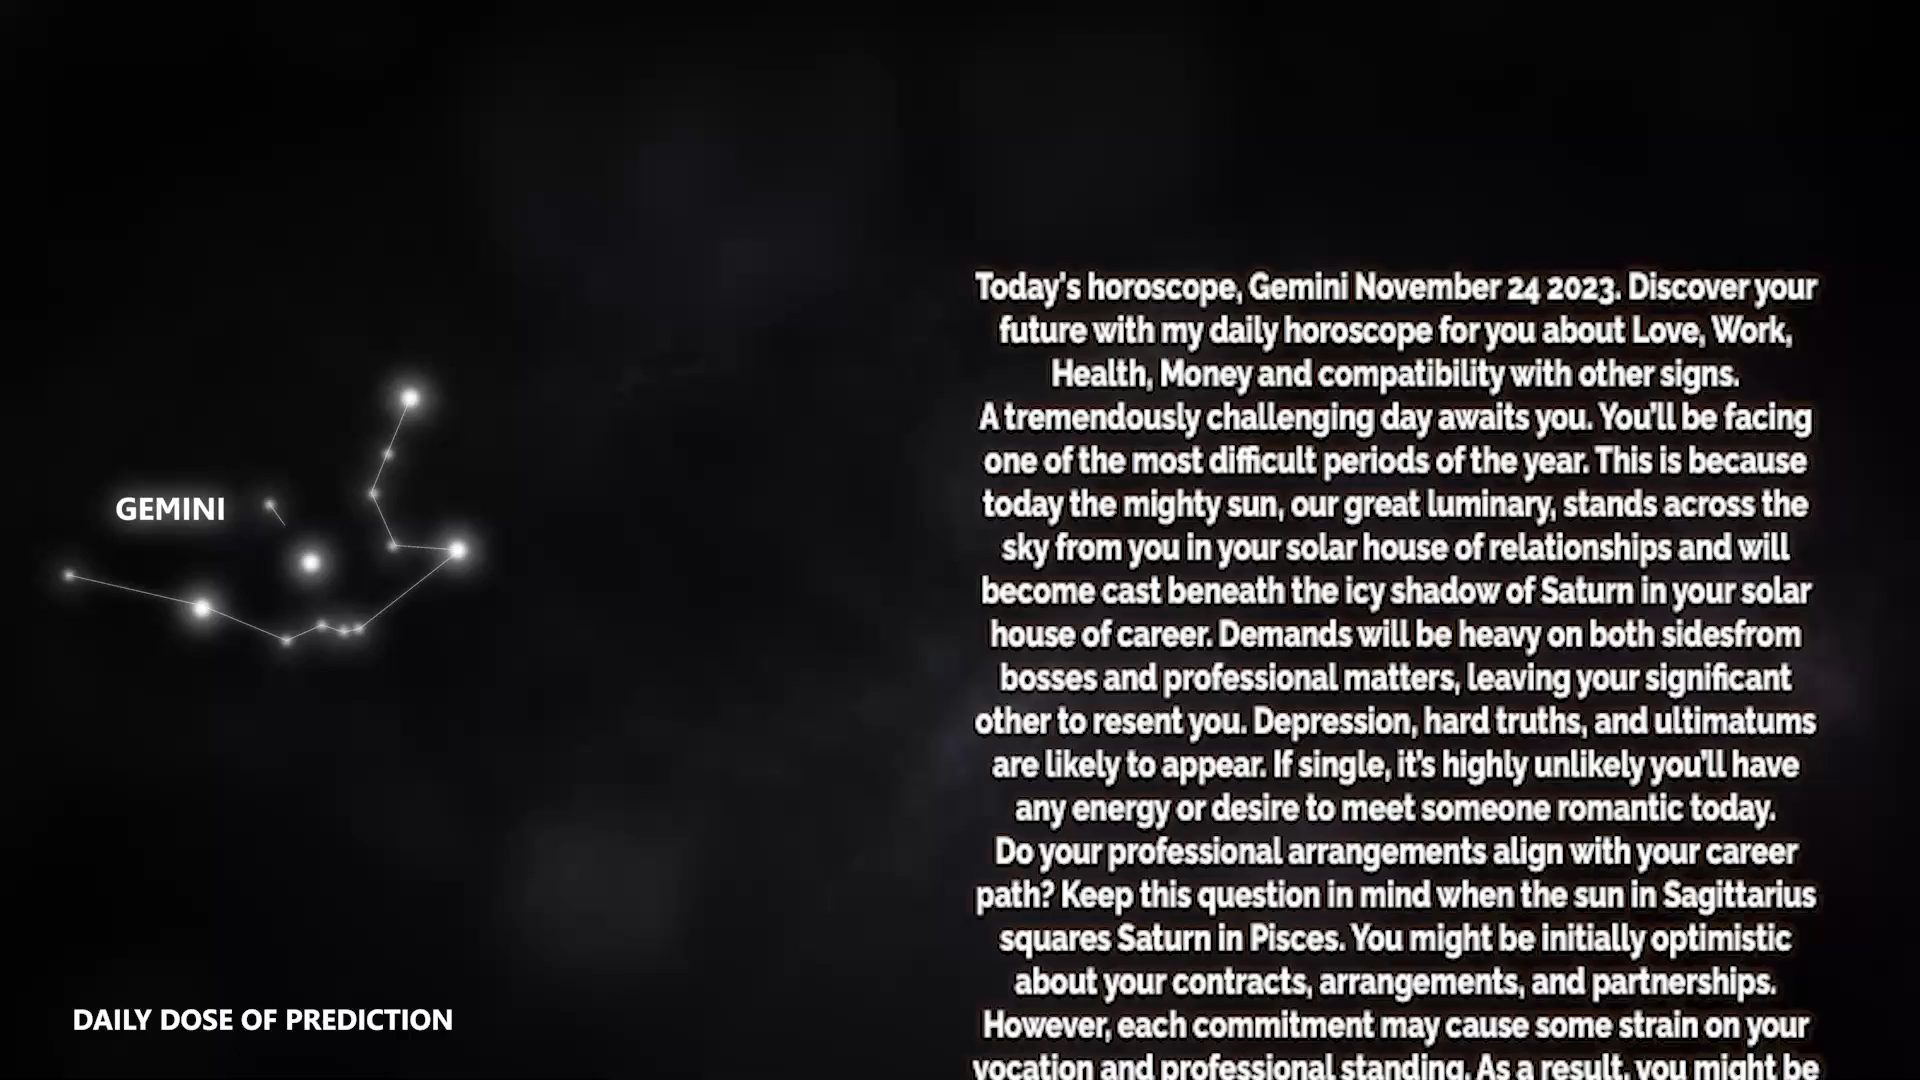 GEMINI
DAILY DOSE OF PREDICTION
Today's horoscope, Gemini November 24 2023. Discover your
future with my daily horoscope for you about Love, Work,
Health, Money and compatibility with other signs.
A tremendously challenging day awaits you. You'll be facing
one of the most difficult periods of the year. This is because
today the mighty sun, our great luminary, stands across the
sky from you in your solar house of relationships and will
become cast beneath the icy shadow of Saturn in your solar
house of career. Demands will be heavy on both sidesfrom
bosses and professional matters, leaving your significant
other to resent you. Depression, hard truths, and ultimatums
are likely to appear. If single, it's highly unlikely you'll have
any energy or desire to meet someone romantic today.
Do your professional arrangements align with your career
path? Keep this question in mind when the sun in Sagittarius
squares Saturn in Pisces. You might be initially optimistic
about your contracts, arrangements, and partnerships.
However, each commitment may cause some strain on your
vocation and professional standing. As a result, you might be